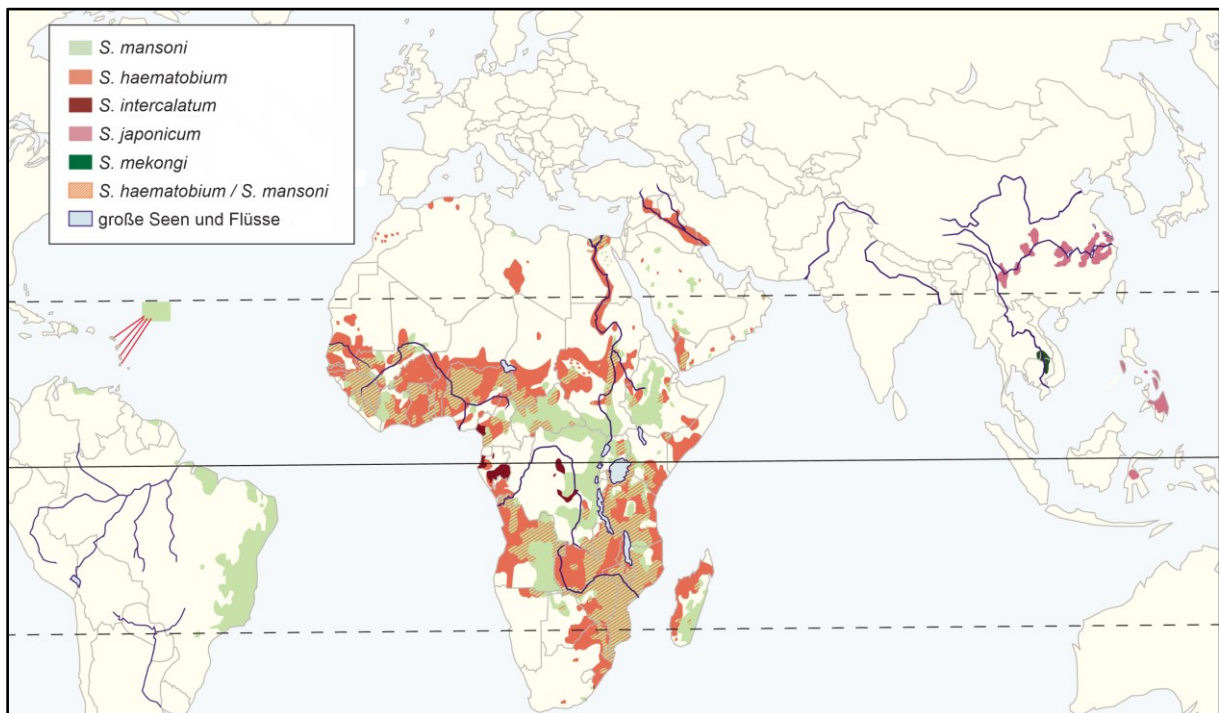 S. mansoni
S. haematobium
S. intercalatum
S. japonicum
S. mekongi
S. haematobium / S. mansoni
große Seen und Flüsse